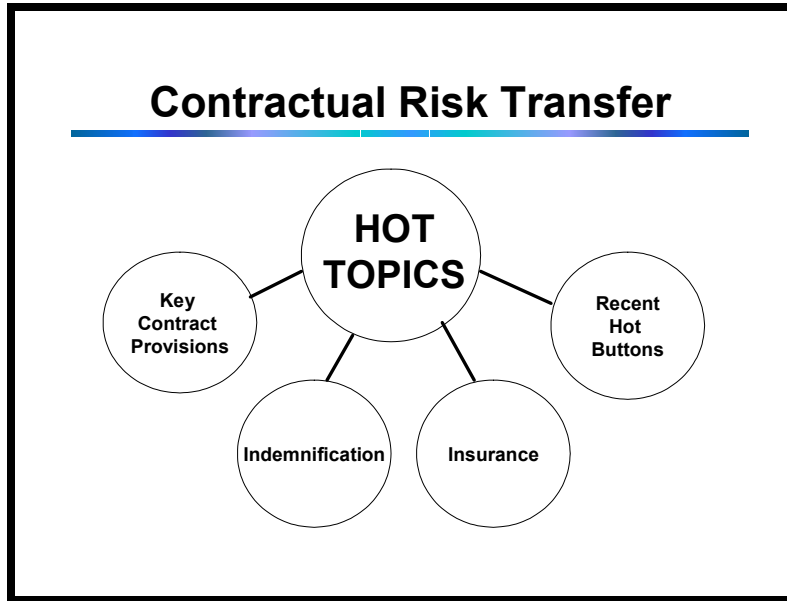 Contractual Risk Transfer
HOT
TOPICS
Key
Contract
Provisions
Recent
Hot
Buttons
Indemnification
Insurance